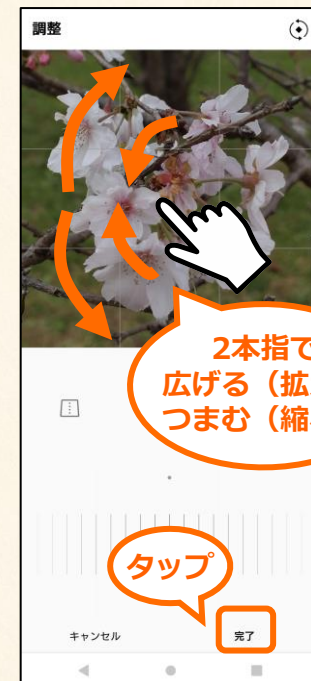 調整
2本指で
広げる（拡
つまむ（縮
タップ
キャンセル
完了